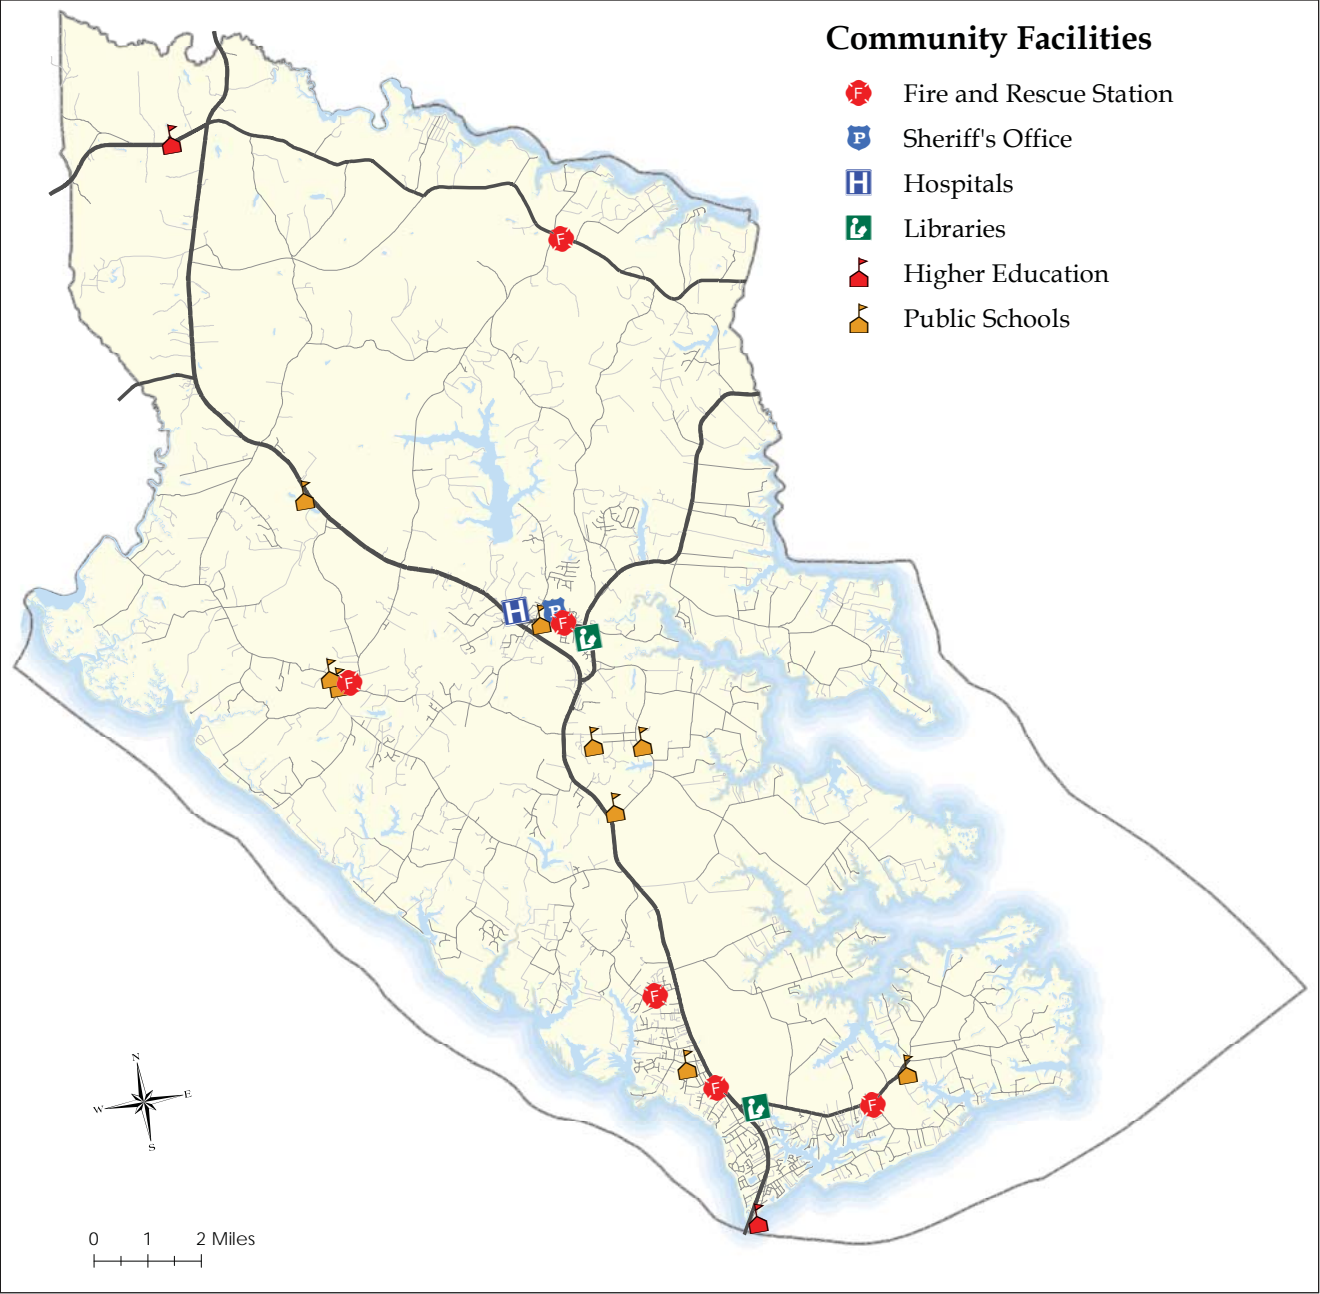 Community Facilities
F Fire and Rescue Station
P Sheriff's Office
H Hospitals
Libraries
Higher Education
Public Schools
F
H P
F
F
F
F
F
N
W E
S
0 1 2 Miles